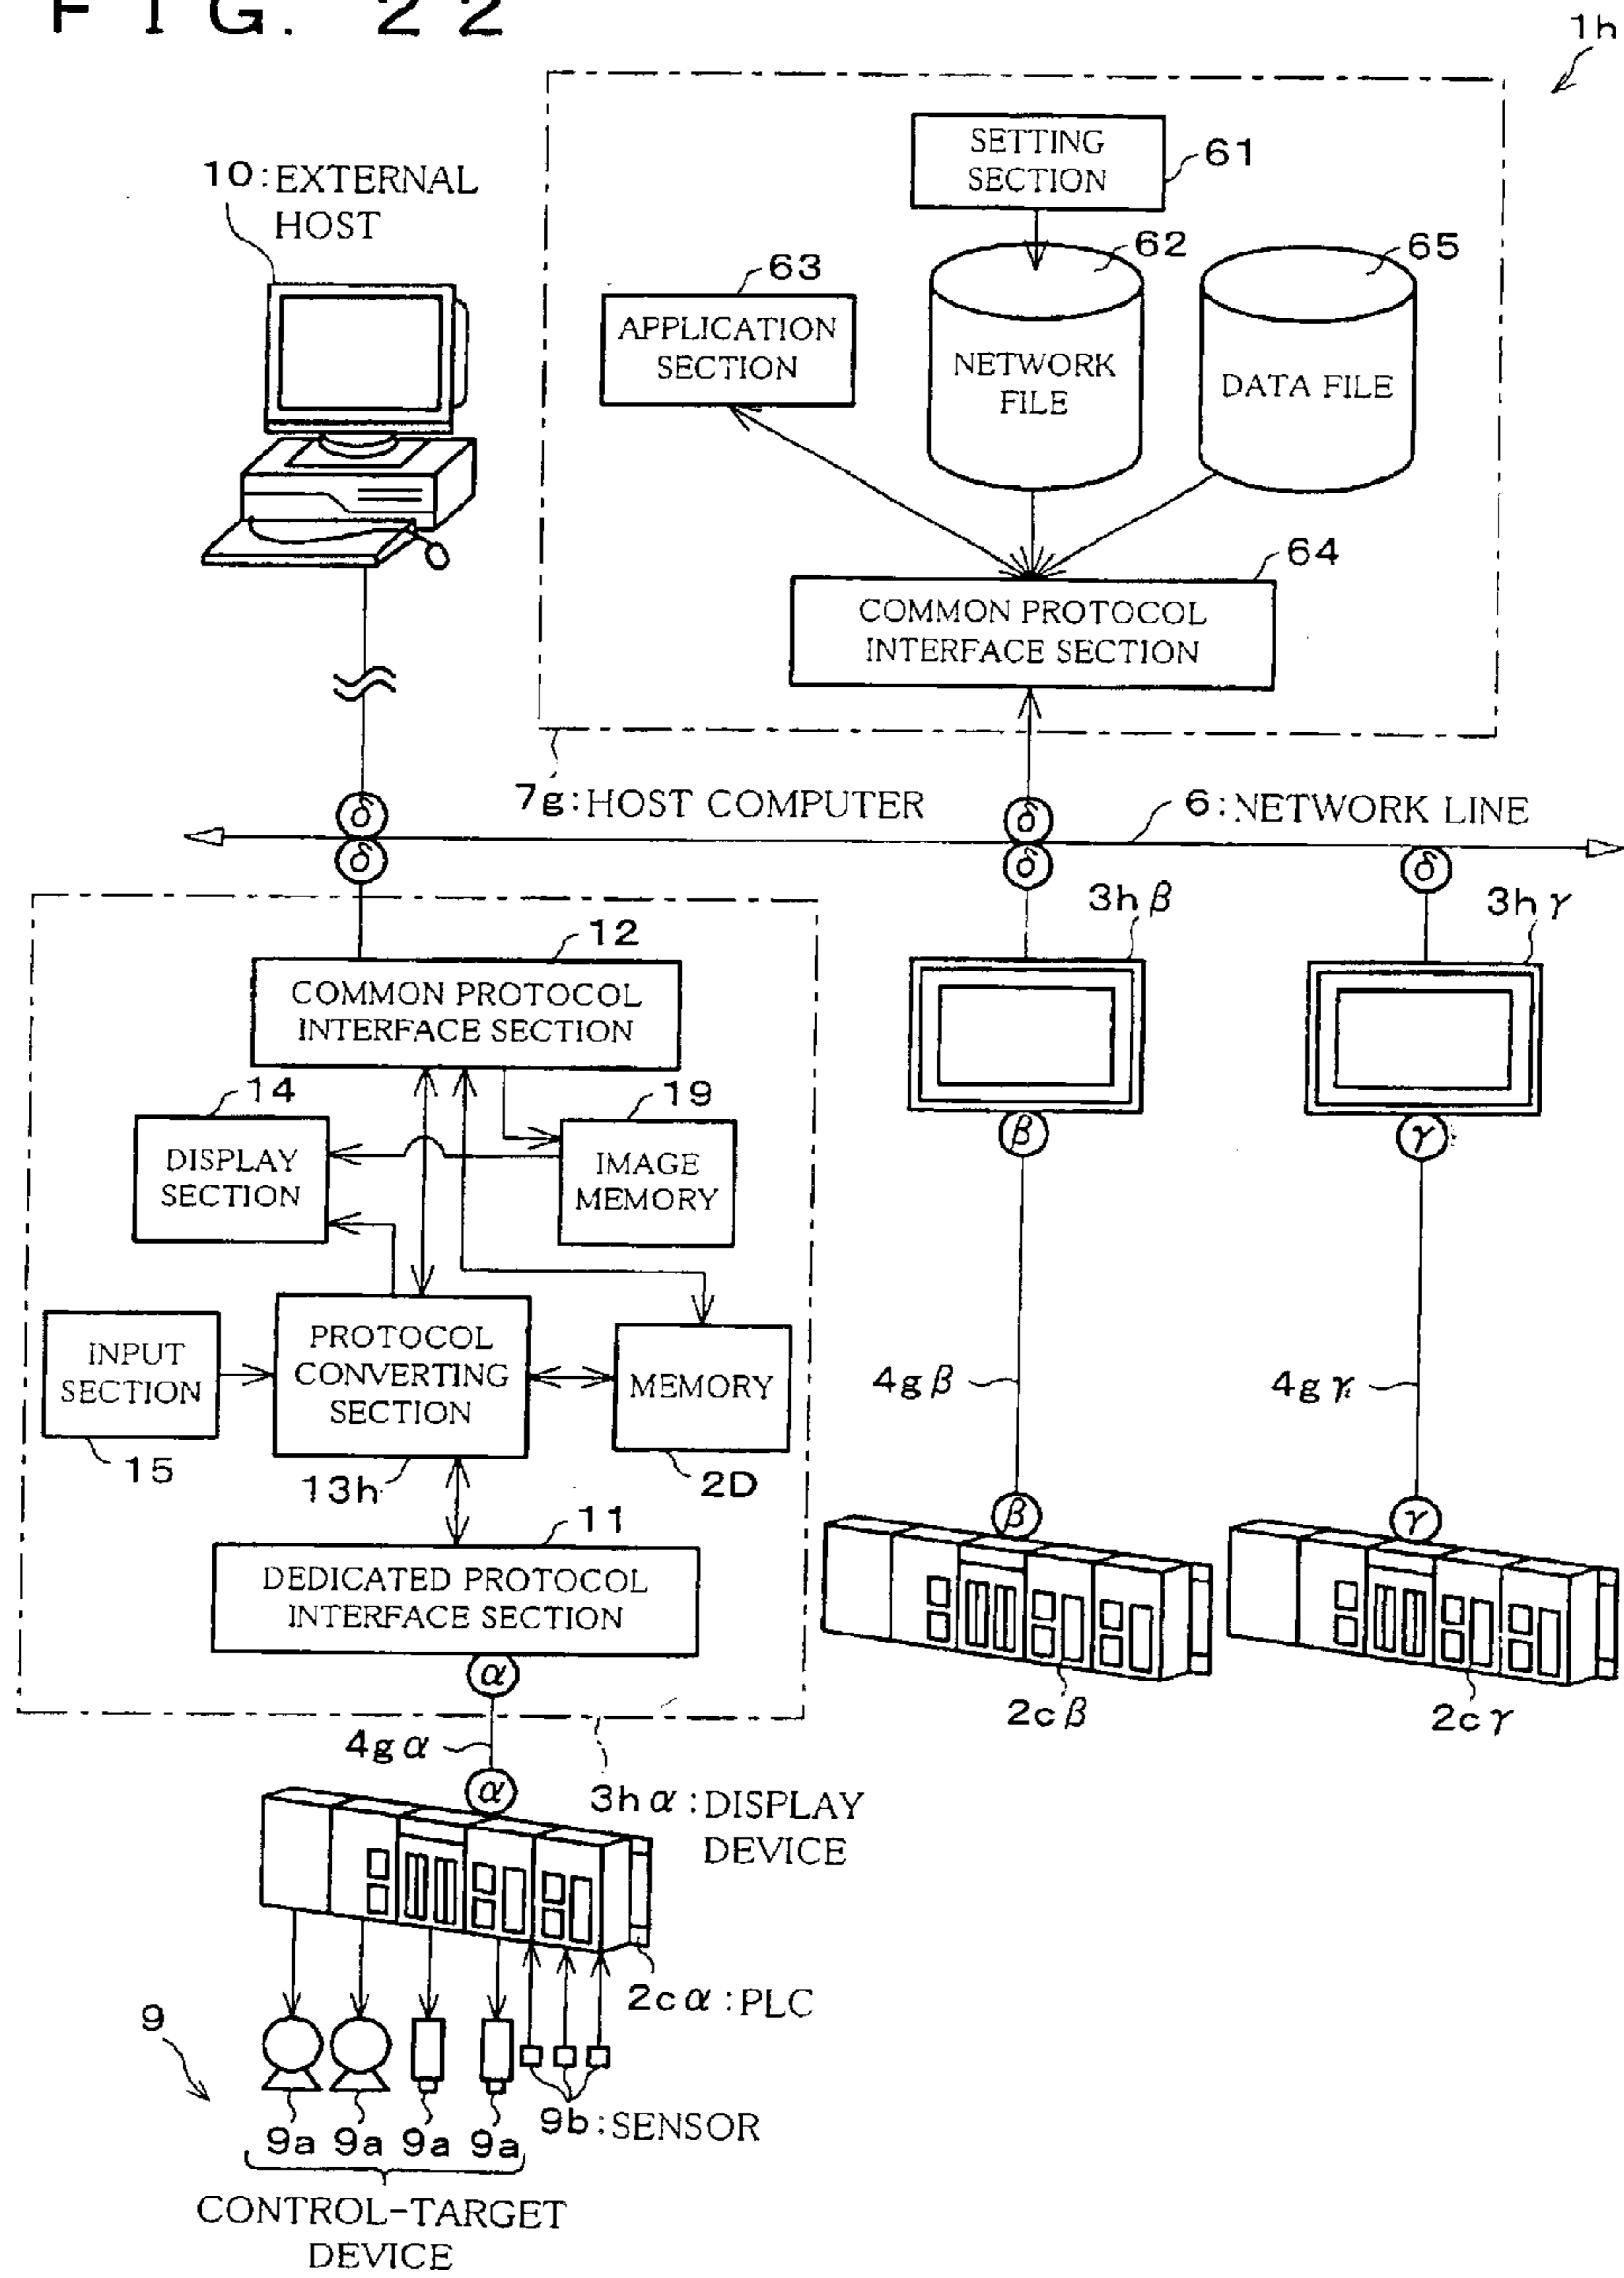 FIG. 22
1h
10:EXTERNAL
HOST
SETTING
SECTION
61
62
65
63
APPLICATION
SECTION
NETWORK
FILE
DATA FILE
64
COMMON PROTOCOL
INTERFACE SECTION
7g:HOST COMPUTER
6:NETWORK LINE
δ
δ
δ
δ
δ
3hβ
3hγ
12
COMMON PROTOCOL
INTERFACE SECTION
14
19
DISPLAY
SECTION
IMAGE
MEMORY
β
γ
INPUT
SECTION
PROTOCOL
CONVERTING
SECTION
MEMORY
4gβ
4gγ
15
13h
2D
11
β
γ
DEDICATED PROTOCOL
INTERFACE SECTION
α
2cβ
2cγ
4gα
α
3hα:DISPLAY
DEVICE
2cα:PLC
9
9b:SENSOR
9a 9a 9a 9a
CONTROL-TARGET
DEVICE